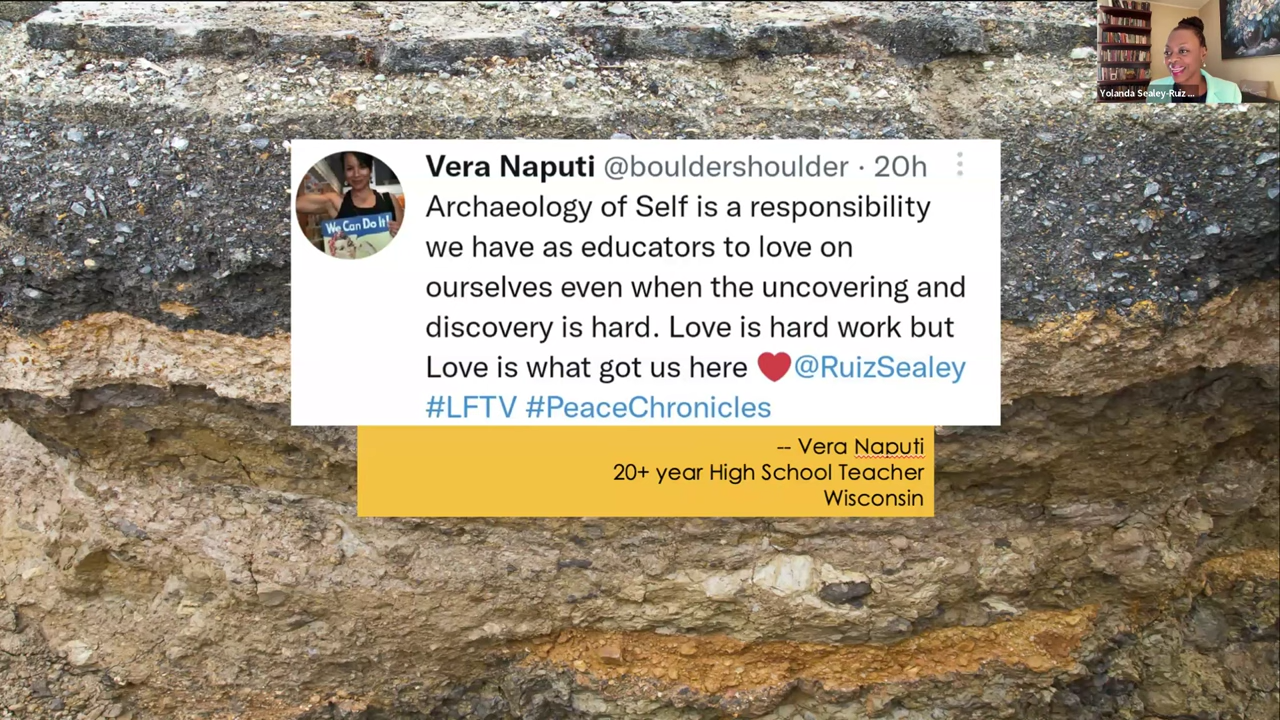 Yolanda Sealey-Ruiz ...
Vera Naputi @bouldershoulder · 20h
Archaeology of Self is a responsibility
we have as educators to love on
ourselves even when the uncovering and
discovery is hard. Love is hard work but
Love is what got us here ❤️@RuizSealey
#LFTV #PeaceChronicles
We Can Do It!
-- Vera Naputi
20+ year High School Teacher
Wisconsin